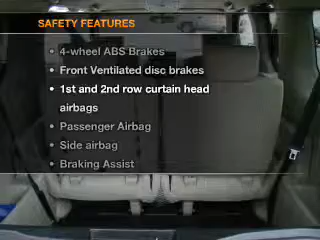 SAFETY FEATURES
• 4-wheel ABS Brakes
• Front Ventilated disc brakes
• 1st and 2nd row curtain head
airbags
• Passenger Airbag
• Side airbag
• Braking Assist